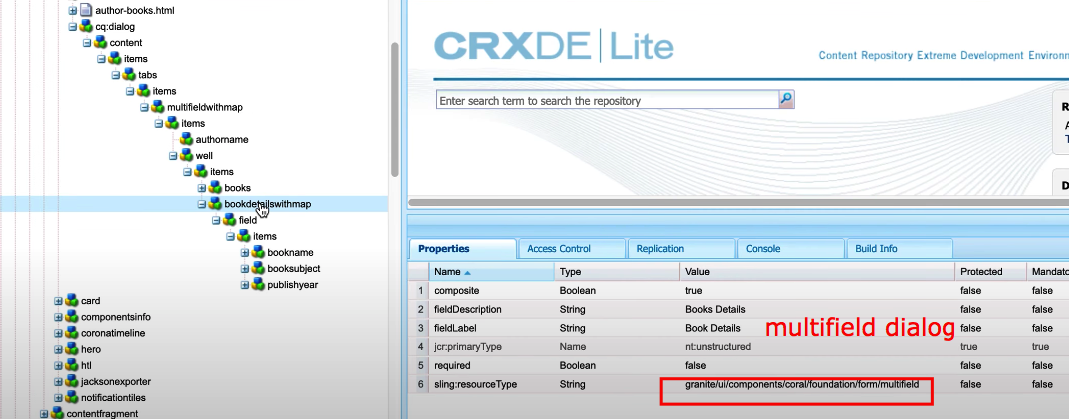 author-books.html
cq:dialog
content
items
tabs
items
multifieldwithmap
items
authorname
well
items
books
bookdetailswithmap
field
items
bookname
booksubject
publishyear
card
componentsinfo
coronatimeline
hero
htl
jacksonexporter
notificationtiles
contentfragment
CRXDE | Lite
Content Repository Extreme Development Environ
Enter search term to search the repository
R
A
T
D
Properties Access Control Replication Console Build Info
Name Type Value Protected Mandato
1 composite Boolean true false false
2 fieldDescription String Books Details false false
3 fieldLabel String Book Details false false
multifield dialog
4 jcr:primaryType Name nt:unstructured true true
5 required Boolean false false false
6 sling:resourceType String granite/ui/components/coral/foundation/form/multifield false false